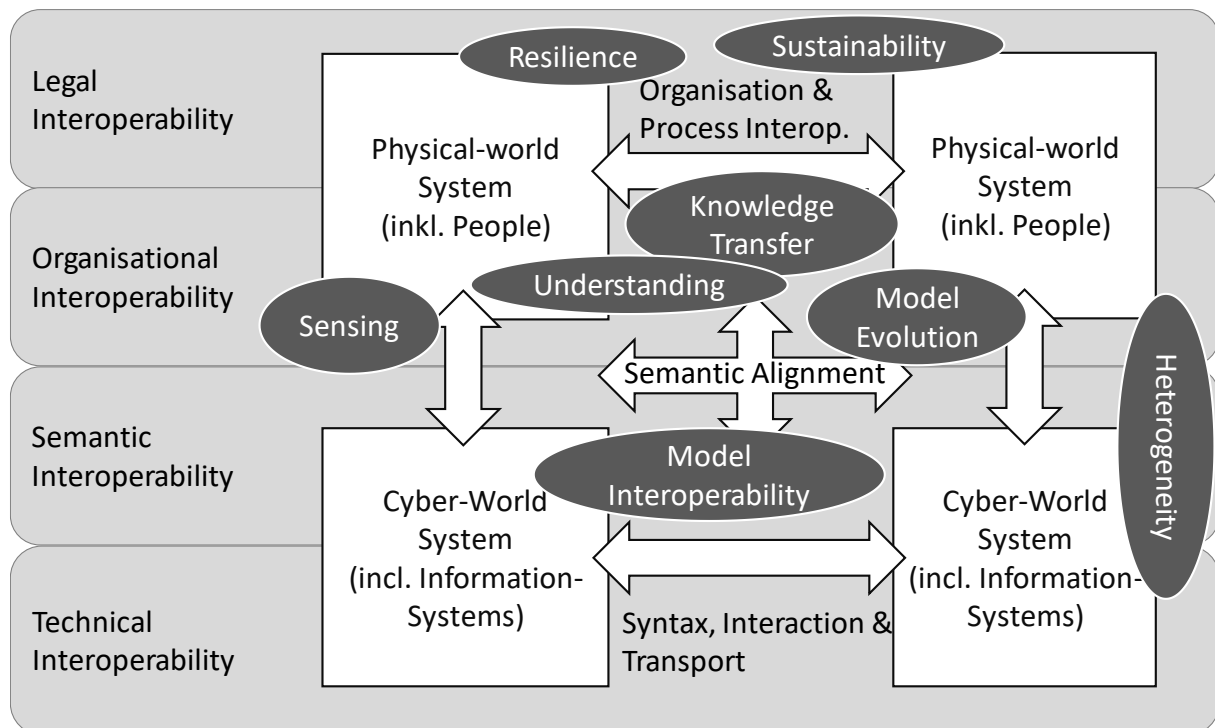 Resilience
Sustainability
Legal
Interoperability
Organisation &
Process Interop.
Physical-world
System
(inkl. People)
Physical-world
System
(inkl. People)
Knowledge
Transfer
Organisational
Interoperability
Understanding
Sensing
Model
Evolution
Semantic Alignment
Heterogeneity
Semantic
Interoperability
Model
Interoperability
Cyber-World
System
(incl. Information-
Systems)
Cyber-World
System
(incl. Information-
Systems)
Technical
Interoperability
Syntax, Interaction &
Transport